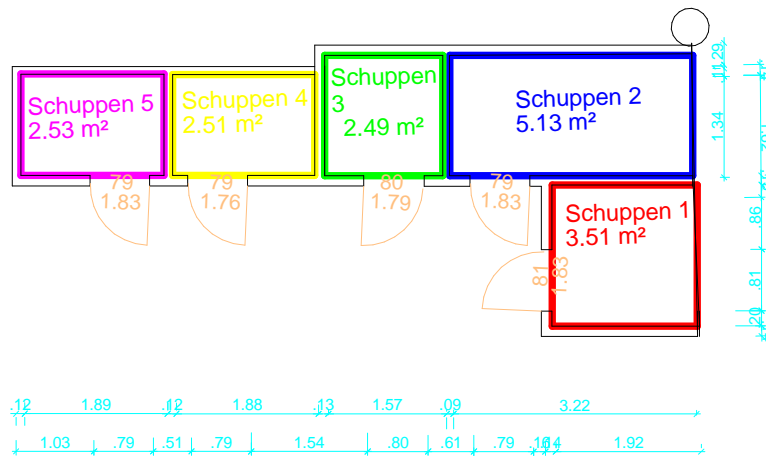 Schuppen 5
2.53 m²
Schuppen 4
2.51 m²
Schuppen
3
2.49 m²
Schuppen 2
5.13 m²
Schuppen 1
3.51 m²
79
1.83
79
1.76
80
1.79
79
1.83
81
1.83
.29
1.34
.86
.81
.20
.12 1.89 .12 1.88 .13 1.57 .09 3.22
1.03 .79 .51 .79 1.54 .80 .61 .79 1.92